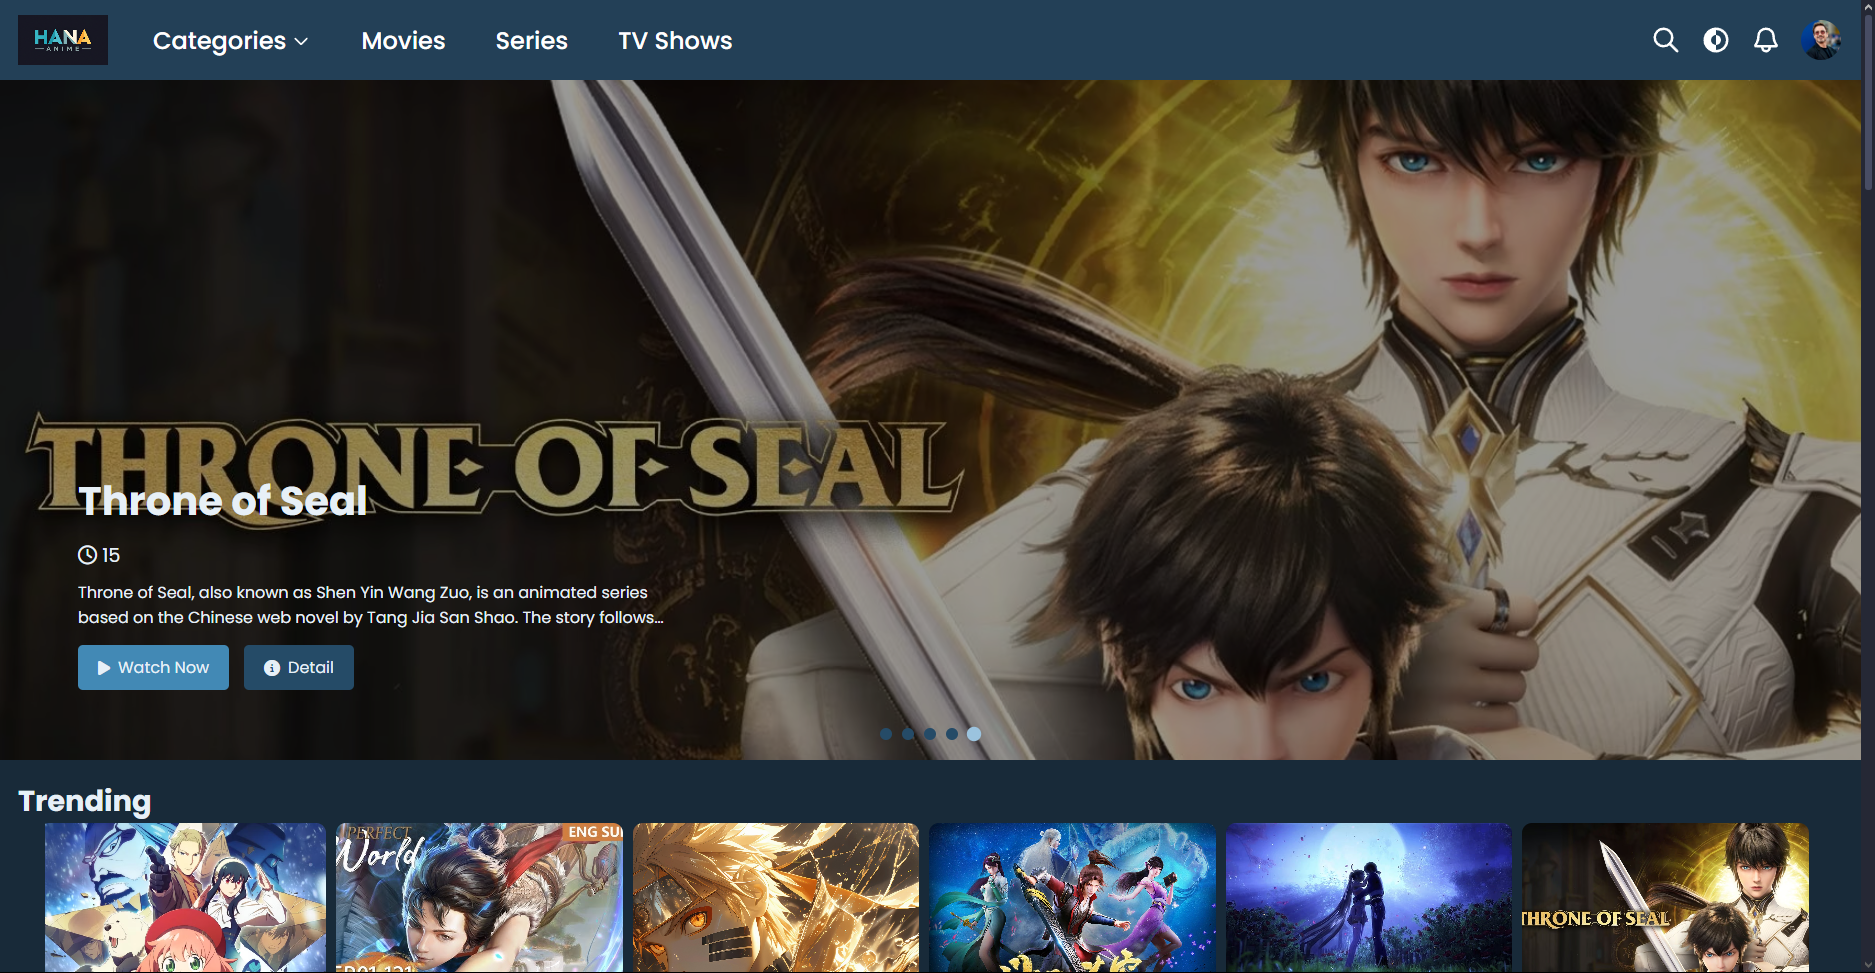 HANA
ANIME
Categories
Movies
Series
TV Shows
THRONE OF SEAL
Throne of Seal
15
Throne of Seal, also known as Shen Yin Wang Zuo, is an animated series
based on the Chinese web novel by Tang Jia San Shao. The story follows...
Watch Now
Detail
Trending
PERFECT
World
ENG SU
THRONE OF SEAL